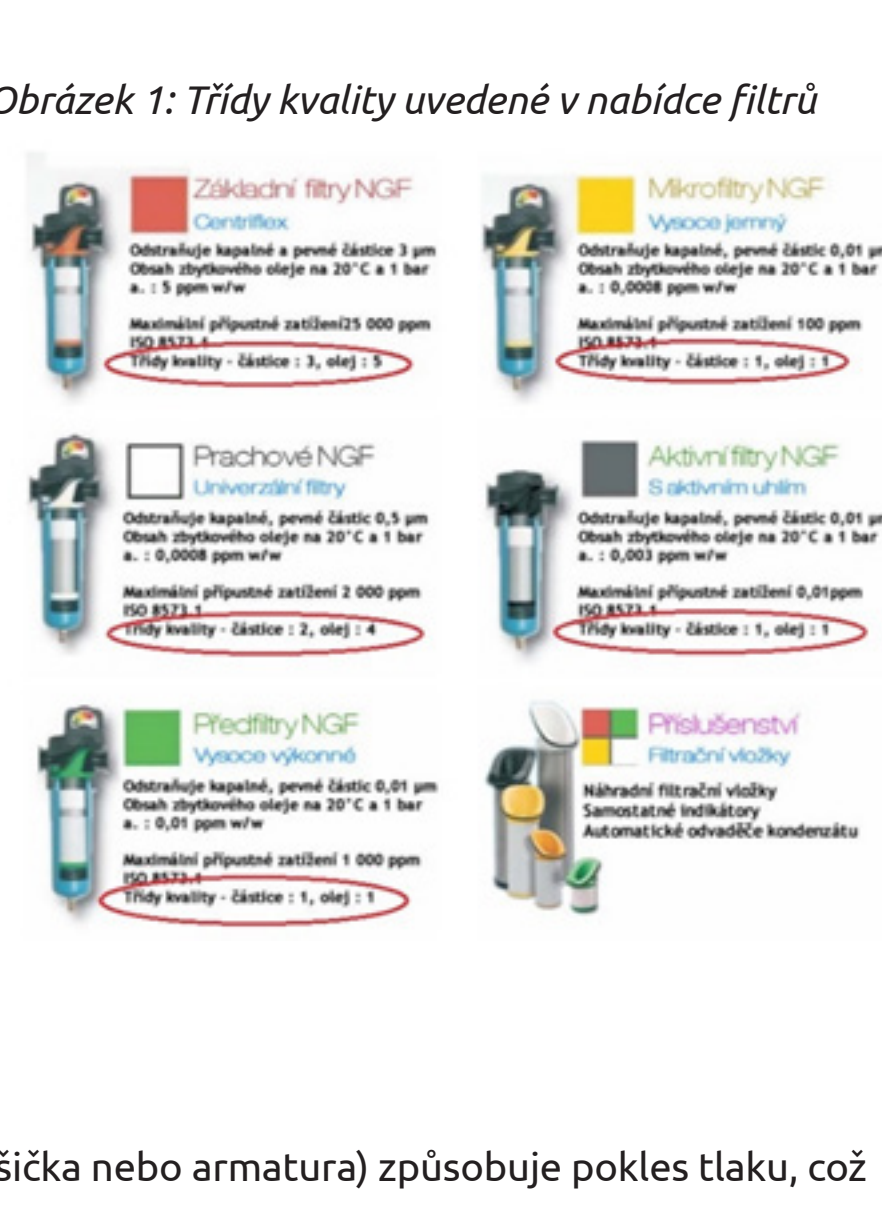 Obrázek 1: Třídy kvality uvedené v nabídce filtrů
Základní filtry NGF
Centriflex
Odstraňuje kapalné a pevné částice 3 µm
Obsah zbytkového oleje na 20°C a 1 bar
a. : 5 ppm w/w
Maximální přípustné zatížení25 000 ppm
ISO 8573.1
Třídy kvality - částice : 3, olej : 5
Mikrofiltry NGF
Vysoce jemný
Odstraňuje kapalné, pevné částic 0,01 µm
Obsah zbytkového oleje na 20°C a 1 bar
a. : 0,0008 ppm w/w
Maximální přípustné zatížení 100 ppm
ISO 8573.1
Třídy kvality - částice : 1, olej : 1
Prachové NGF
Univerzální filtry
Odstraňuje kapalné, pevné částic 0,5 µm
Obsah zbytkového oleje na 20°C a 1 bar
a. : 0,0008 ppm w/w
Maximální přípustné zatížení 2 000 ppm
ISO 8573.1
Třídy kvality - částice : 2, olej : 4
Aktivní filtry NGF
S aktivním uhlím
Odstraňuje kapalné, pevné částic 0,01 µm
Obsah zbytkového oleje na 20°C a 1 bar
a. : 0,003 ppm w/w
Maximální přípustné zatížení 0,01ppm
ISO 8573.1
Třídy kvality - částice : 1, olej : 1
Předfiltry NGF
Vysoce výkonné
Odstraňuje kapalné, pevné částic 0,01 µm
Obsah zbytkového oleje na 20°C a 1 bar
a. : 0,01 ppm w/w
Maximální přípustné zatížení 1 000 ppm
ISO 8573.1
Třídy kvality - částice : 1, olej : 1
Příslušenství
Filtrační vložky
Náhradní filtrační vložky
Samostatné indikátory
Automatické odvaděče kondenzátu
šička nebo armatura) způsobuje pokles tlaku, což